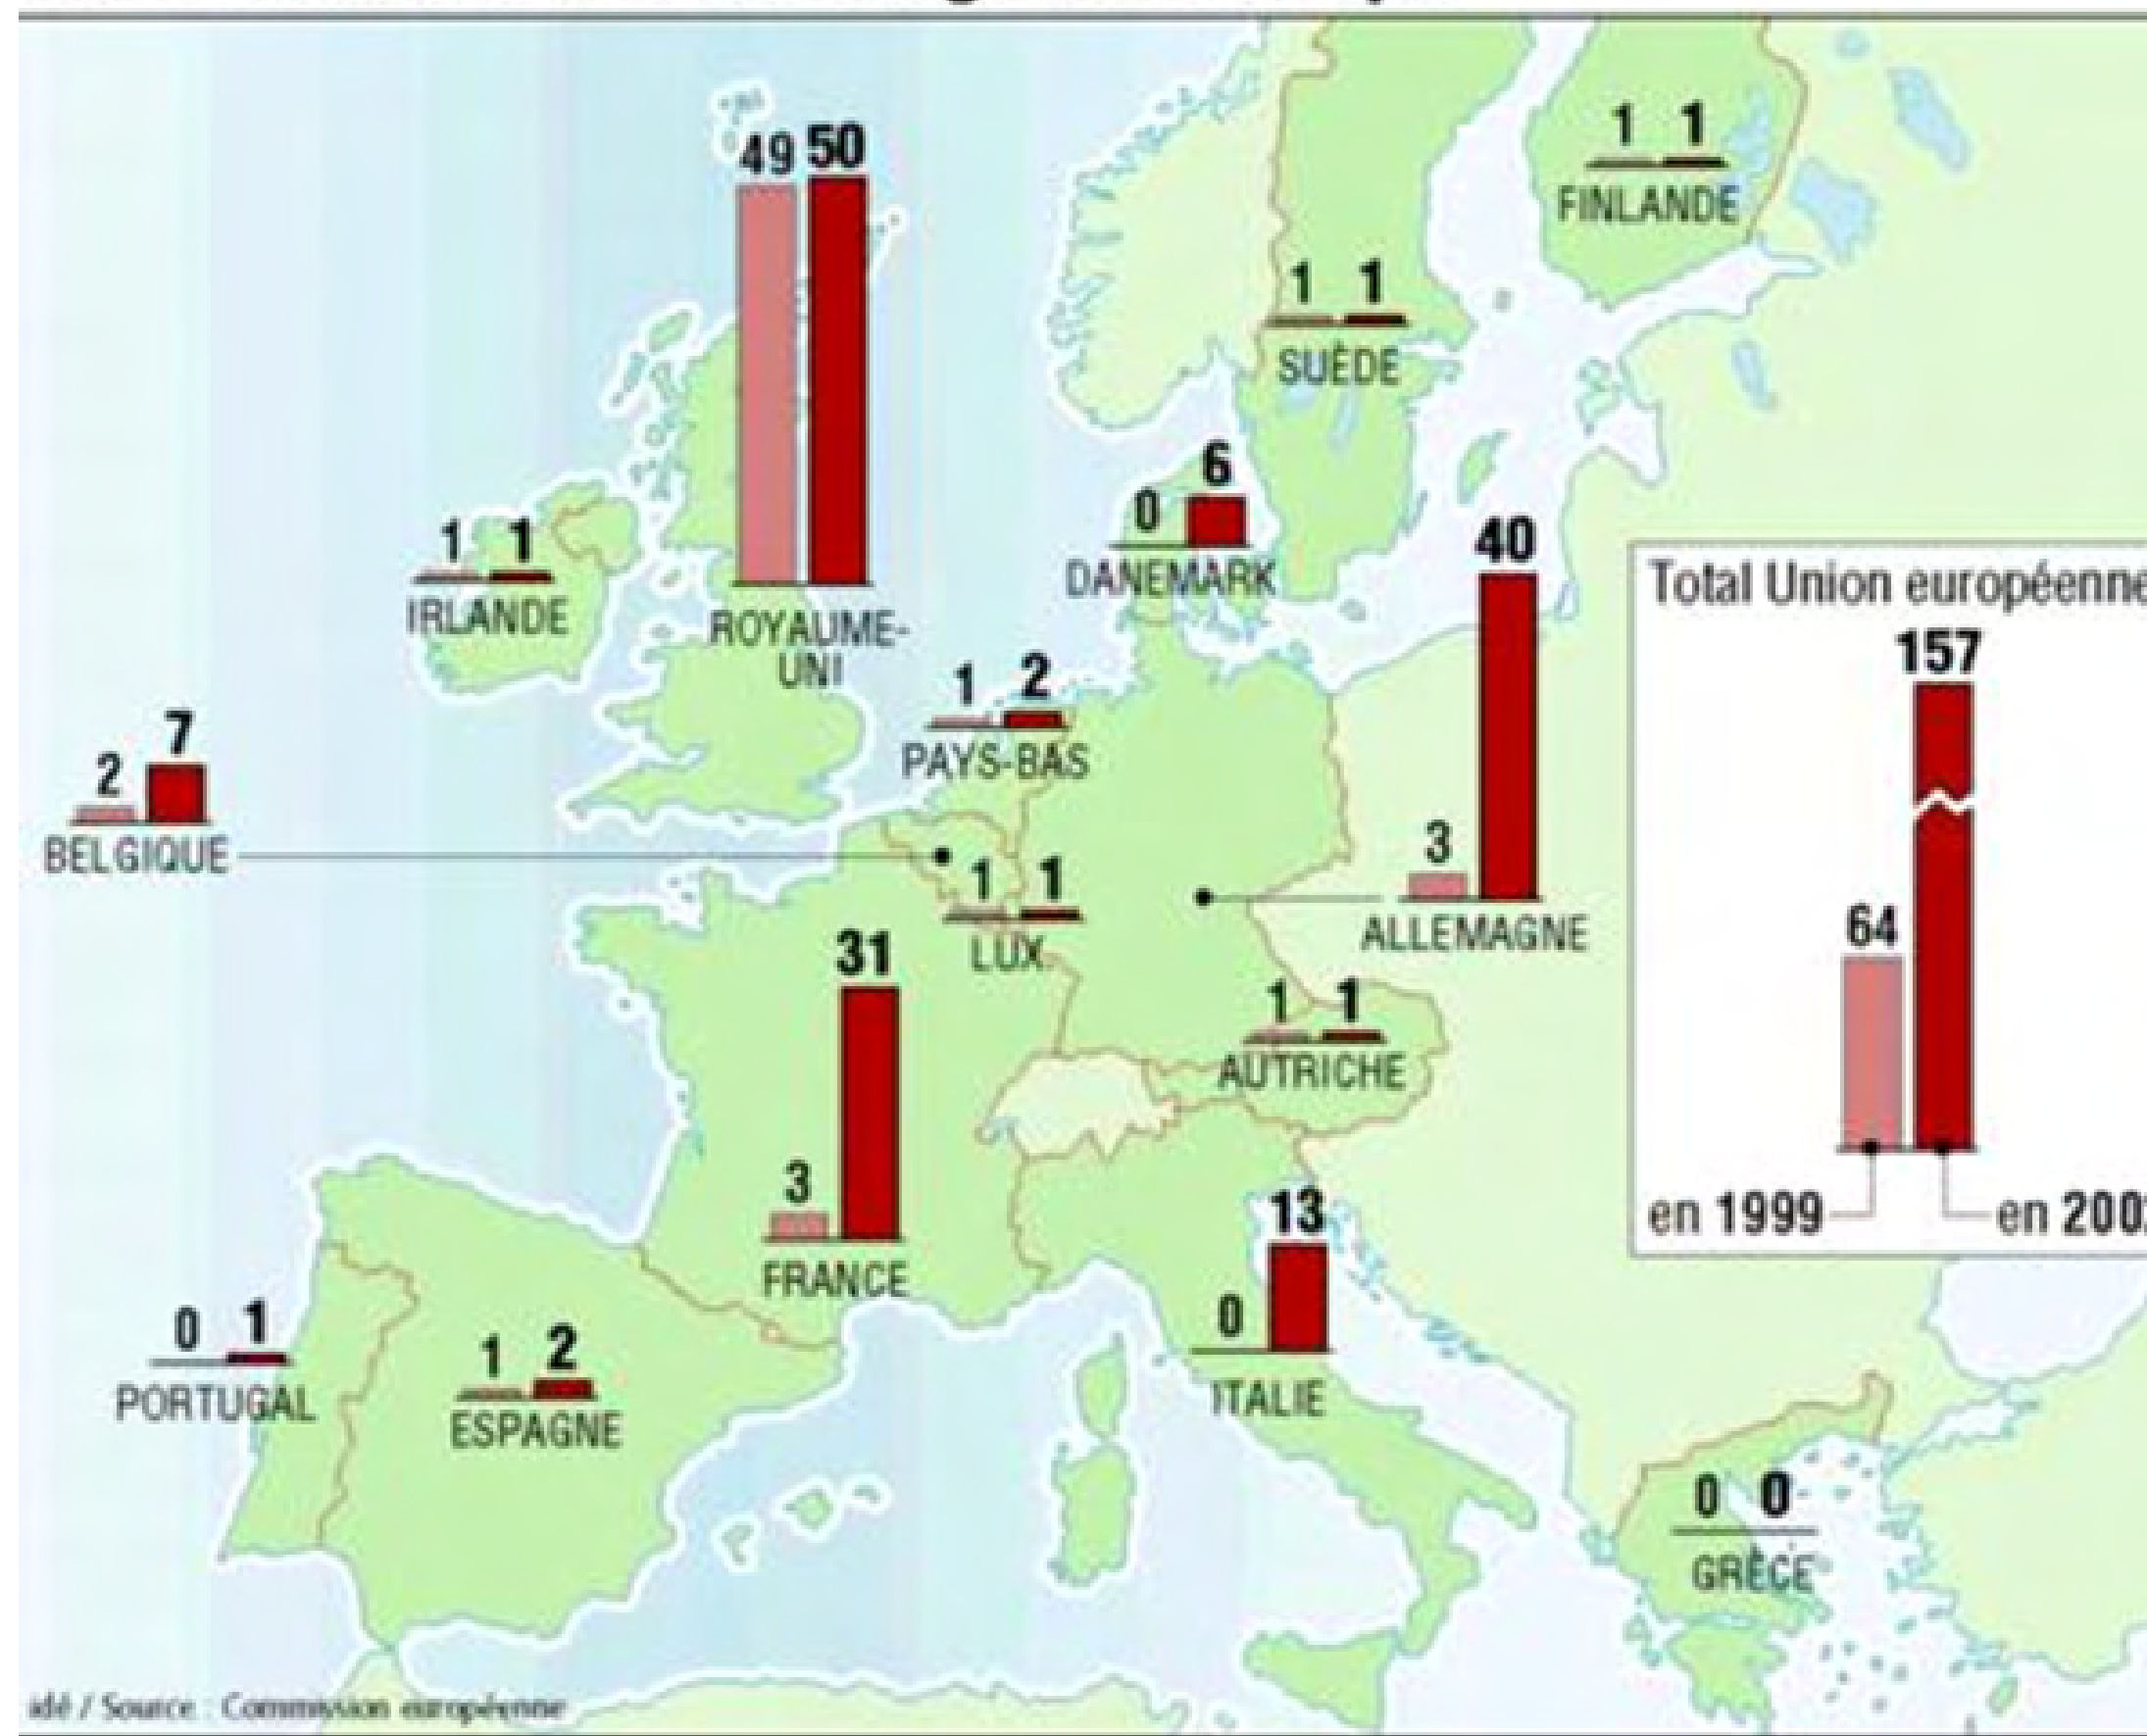 49 50
ROYAUME-
UNI
1 1
FINLANDE
1 1
SUÈDE
0 6
DANEMARK
1 1
IRLANDE
1 2
PAYS-BAS
2 7
BELGIQUE
1 1
LUX.
3 40
ALLEMAGNE
1 1
AUTRICHE
3 31
FRANCE
0 13
ITALIE
0 1
PORTUGAL
1 2
ESPAGNE
0 0
GRÈCE
Total Union européenne
157
64
en 1999
en 200
idé / Source : Commission européenne